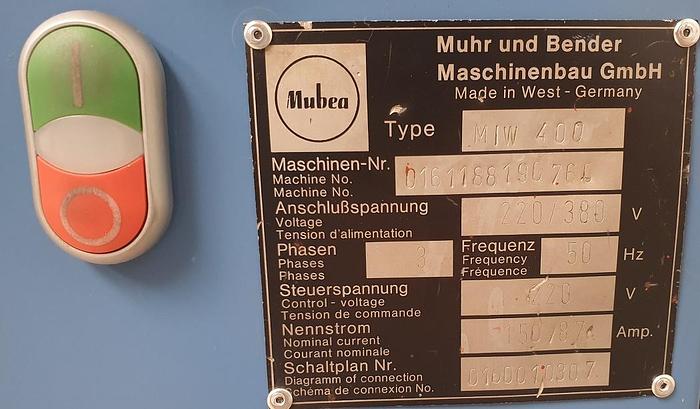 Mubea
Muhr und Bender
Maschinenbau GmbH
Made in West - Germany
Type MIW 400
Maschinen-Nr.
Machine No.
Machine No.
Anschlußspannung 220/380 V
Voltage
Tension d'alimentation
Phasen 3 Frequenz 50 Hz
Phases Frequency
Phases Fréquence
Steuerspannung 220 V
Control - voltage
Tension de commande
Nennstrom Amp.
Nominal current
Courant nominale
Schaltplan Nr.
Diagramm of connection
Schéma de connexion No.